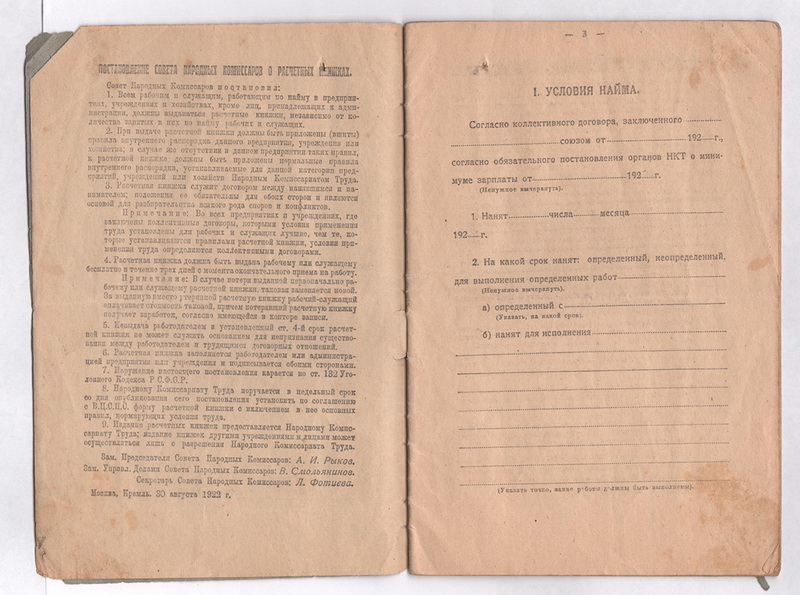 ПОСТАНОВЛЕНИЕ СОВЕТА НАРОДНЫХ КОМИССАРОВ О РАСЧЕТНЫХ КНИЖКАХ.
Совет Народных Комиссаров постановил:
1. Всем рабочим и служащим, работающим по найму в предприя-
тиях, учреждениях и хозяйствах, кроме лиц, принадлежащих к адми-
нистрации, должны выдаваться расчетные книжки, независимо от ко-
личества занятых в них по найму рабочих и служащих.
2. При выдаче расчетной книжки должны быть приложены (вшиты)
правила внутреннего распорядка данного предприятия, учреждения или
хозяйства; в случае же отсутствия в данном предприятии таких правил,
к расчетной книжке должны быть приложены нормальные правила
внутреннего распорядка, устанавливаемые для данной категории пред-
приятий, учреждений или хозяйств Народным Комиссариатом Труда.
3. Расчетная книжка служит договором между нанявшимся и на-
нимателем; положения ее обязательны для обоих сторон и являются
основой для разбирательства всякого рода споров и конфликтов.
Примечание: Во всех предприятиях и учреждениях, где
заключены коллективные договоры, которыми условия применения
труда установлены для рабочих и служащих лучшие, чем те, ко-
торые устанавливаются правилами расчетной книжки, условия при-
менения труда определяются коллективными договорами.
4. Расчетная книжка должна быть выдана рабочему или служащему
бесплатно в течение трех дней с момента окончательного приема на работу.
Примечание: В случае потери выданной первоначально ра-
бочему или служащему расчетной книжки, таковая заменяется новой.
За выданную вместо утерянной расчетную книжку рабочий-служащий
оплачивает стоимость таковой, причем потерявший расчетную книжку
получает заработок, согласно имеющейся в конторе записи.
5. Невыдача работодателем в установленный ст. 4-й срок расчет-
ной книжки не может служить основанием для непризнания существо-
вания между работодателем и трудящимся договорных отношений.
6. Расчетная книжка заполняется работодателем или администра-
цией предприятия или учреждения и подписывается обоими сторонами.
7. Нарушение настоящего постановления карается по ст. 132 Уго-
ловного Кодекса Р.С.Ф.С.Р.
8. Народному Комиссариату Труда поручается в недельный срок
со дня опубликования сего постановления установить по соглашению
с В.Ц.С.П.С. форму расчетной книжки с включением в нее основных
правил, нормирующих условия труда.
9. Издание расчетных книжек предоставляется Народному Комис-
сариату Труда; издание книжек другими учреждениями и лицами может
осуществляться лишь с разрешения Народного Комиссариата Труда.
Зам. Председателя Совета Народных Комиссаров: А. И. Рыков.
Зам. Управл. Делами Совета Народных Комиссаров: В. Смольянинов.
Секретарь Совета Народных Комиссаров: Л. Фотиева.
Москва, Кремль. 30 августа 1922 г.
— 3 —
I. УСЛОВИЯ НАЙМА.
Согласно коллективного договора, заключенного
союзом от 192 г.,
согласно обязательного постановления органов НКТ о мини-
муме зарплаты от 192 г.
(Ненужное вычеркнуть).
1. Нанят числа месяца
192 г.
2. На какой срок нанят: определенный, неопределенный,
для выполнения определенных работ
(Ненужное вычеркнуть).
а) определенный с
(Указать, на какой срок).
б) нанят для исполнения
(Указать точно, какие работы должны быть выполнены).